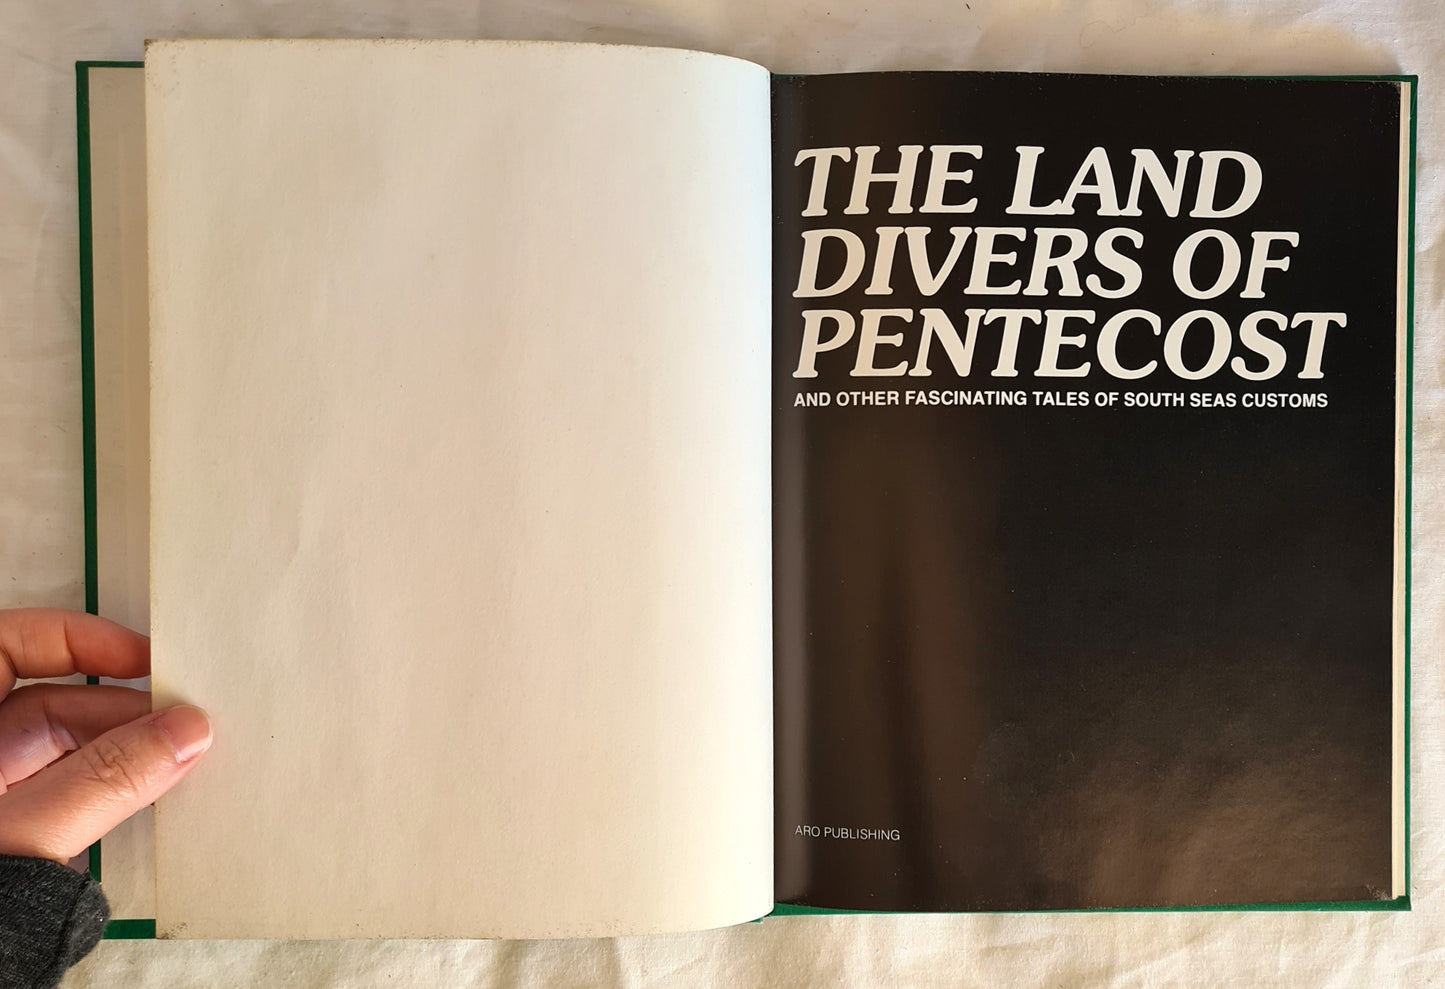 THE LAND
DIVERS OF
PENTECOST
AND OTHER FASCINATING TALES OF SOUTH SEAS CUSTOMS
ARO PUBLISHING